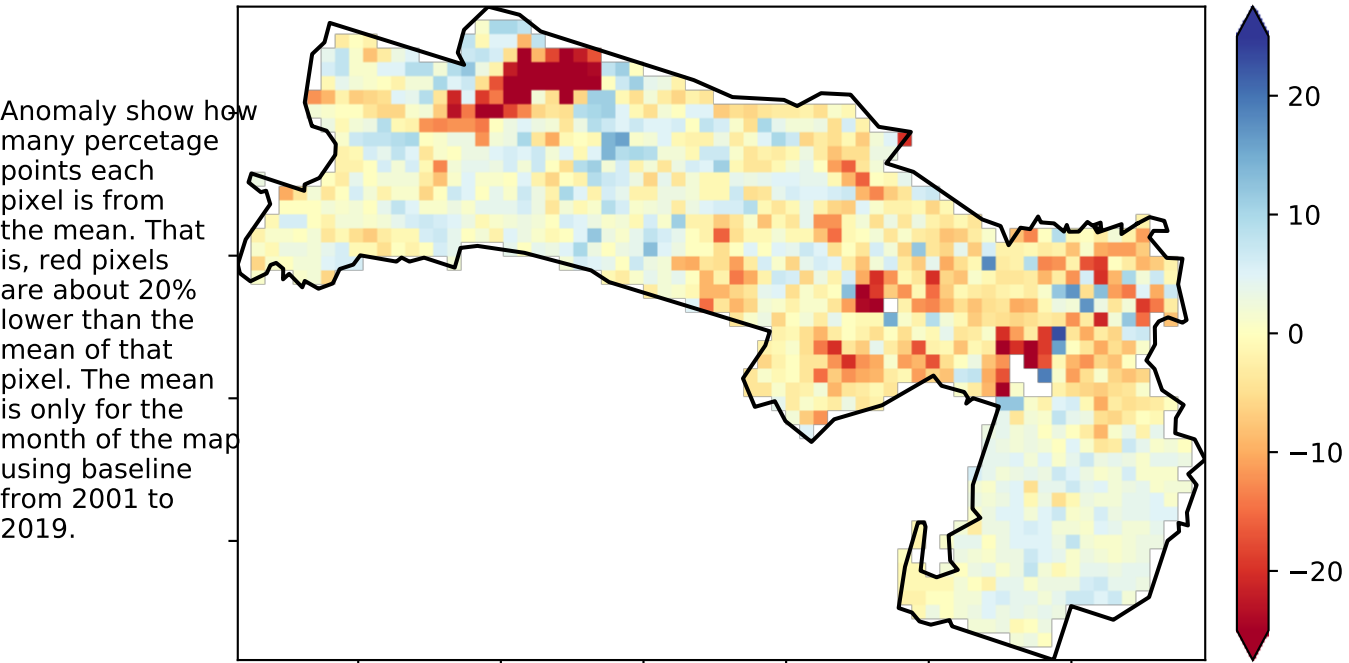 Anomaly show how
many percetage
points each
pixel is from
the mean. That
is, red pixels
are about 20%
lower than the
mean of that
pixel. The mean
is only for the
month of the map
using baseline
from 2001 to
2019.
20
10
0
−10
−20